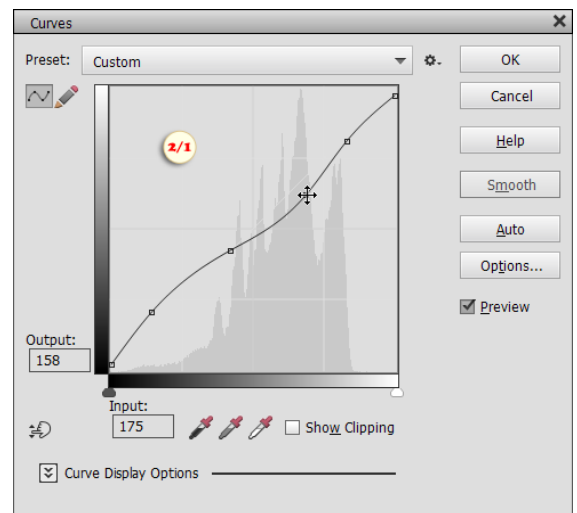 Curves
Preset: Custom
OK
Cancel
2/1
Help
Smooth
Auto
Options...
Preview
Output:
158
Input:
175
Show Clipping
Curve Display Options